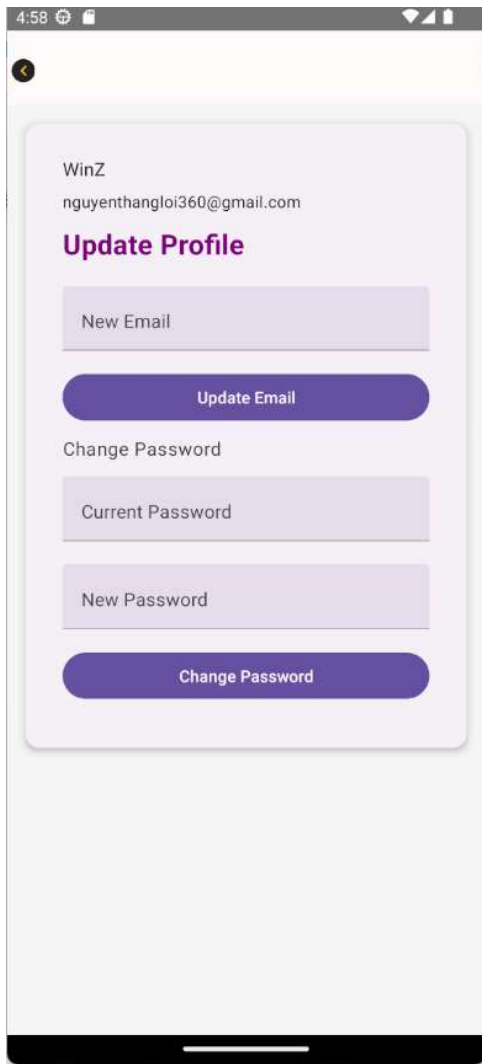 4:58
WinZ
nguyenthangloi360@gmail.com
Update Profile
New Email
Update Email
Change Password
Current Password
New Password
Change Password